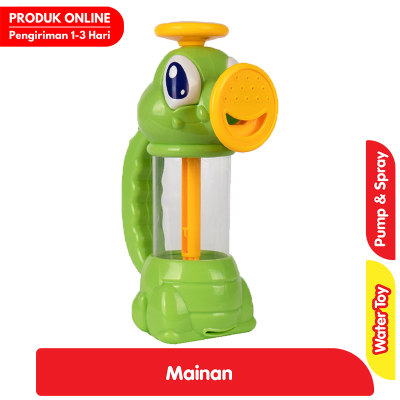 PRODUK ONLINE
Pengiriman 1-3 Hari
Pump & Spray
Water Toy
Mainan